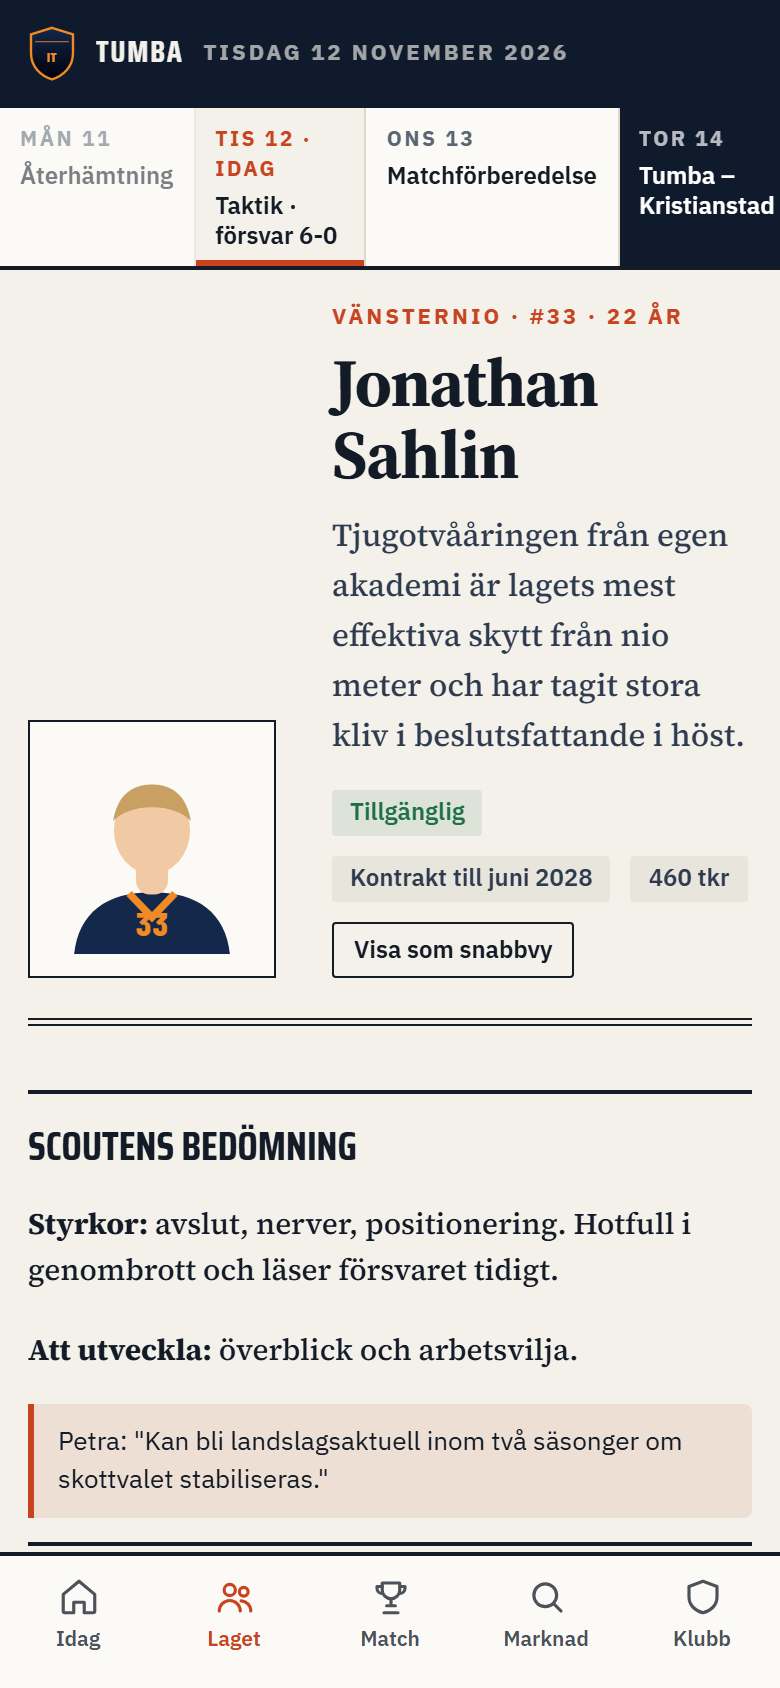 IT
TUMBA TISDAG 12 NOVEMBER 2026
MÅN 11
Återhämtning
TIS 12 ·
IDAG
Taktik ·
försvar 6-0
ONS 13
Matchförberedelse
TOR 14
Tumba –
Kristianstad
VÄNSTERNIO · #33 · 22 ÅR
Jonathan
Sahlin
Tjugotvååringen från egen
akademi är lagets mest
effektiva skytt från nio
meter och har tagit stora
kliv i beslutsfattande i höst.
33
Tillgänglig
Kontrakt till juni 2028
460 tkr
Visa som snabbvy
SCOUTENS BEDÖMNING
Styrkor: avslut, nerver, positionering. Hotfull i
genombrott och läser försvaret tidigt.
Att utveckla: överblick och arbetsvilja.
Petra: "Kan bli landslagsaktuell inom två säsonger om
skottvalet stabiliseras."
Idag
Laget
Match
Marknad
Klubb